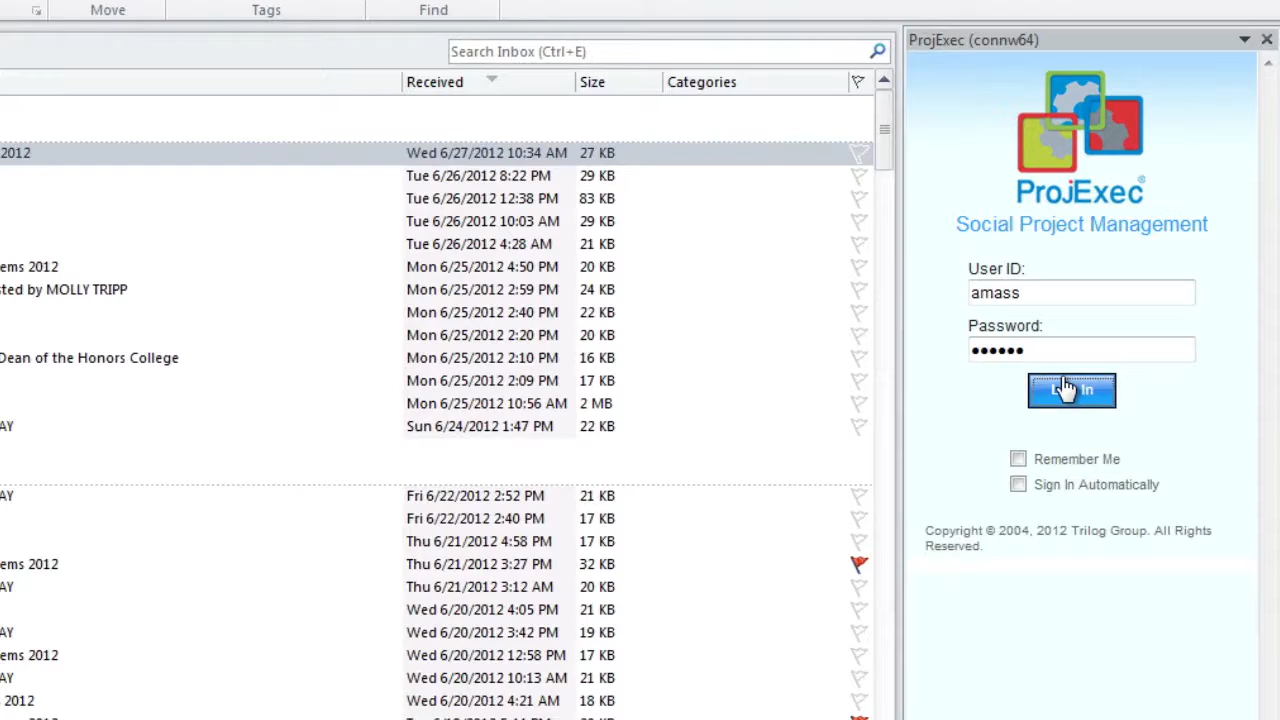 Move Tags Find
Search Inbox (Ctrl+E)
Received Size Categories
2012 Wed 6/27/2012 10:34 AM 27 KB
Tue 6/26/2012 8:22 PM 29 KB
Tue 6/26/2012 12:38 PM 83 KB
Tue 6/26/2012 10:03 AM 29 KB
Tue 6/26/2012 4:28 AM 21 KB
ems 2012 Mon 6/25/2012 4:50 PM 20 KB
sted by MOLLY TRIPP Mon 6/25/2012 2:59 PM 24 KB
Mon 6/25/2012 2:40 PM 22 KB
Mon 6/25/2012 2:20 PM 20 KB
Dean of the Honors College Mon 6/25/2012 2:10 PM 16 KB
Mon 6/25/2012 2:09 PM 17 KB
Mon 6/25/2012 10:56 AM 2 MB
AY Sun 6/24/2012 1:47 PM 22 KB
AY Fri 6/22/2012 2:52 PM 21 KB
Fri 6/22/2012 2:40 PM 17 KB
Thu 6/21/2012 4:58 PM 17 KB
ems 2012 Thu 6/21/2012 3:27 PM 32 KB
AY Thu 6/21/2012 3:12 AM 20 KB
Wed 6/20/2012 4:05 PM 21 KB
AY Wed 6/20/2012 3:42 PM 19 KB
ems 2012 Wed 6/20/2012 12:58 PM 17 KB
AY Wed 6/20/2012 10:13 AM 21 KB
2012 Wed 6/20/2012 4:21 AM 18 KB
ProjExec (connw64)
ProjExec®
Social Project Management
User ID:
amass
Password:
••••••
In
Remember Me
Sign In Automatically
Copyright © 2004, 2012 Trilog Group. All Rights
Reserved.